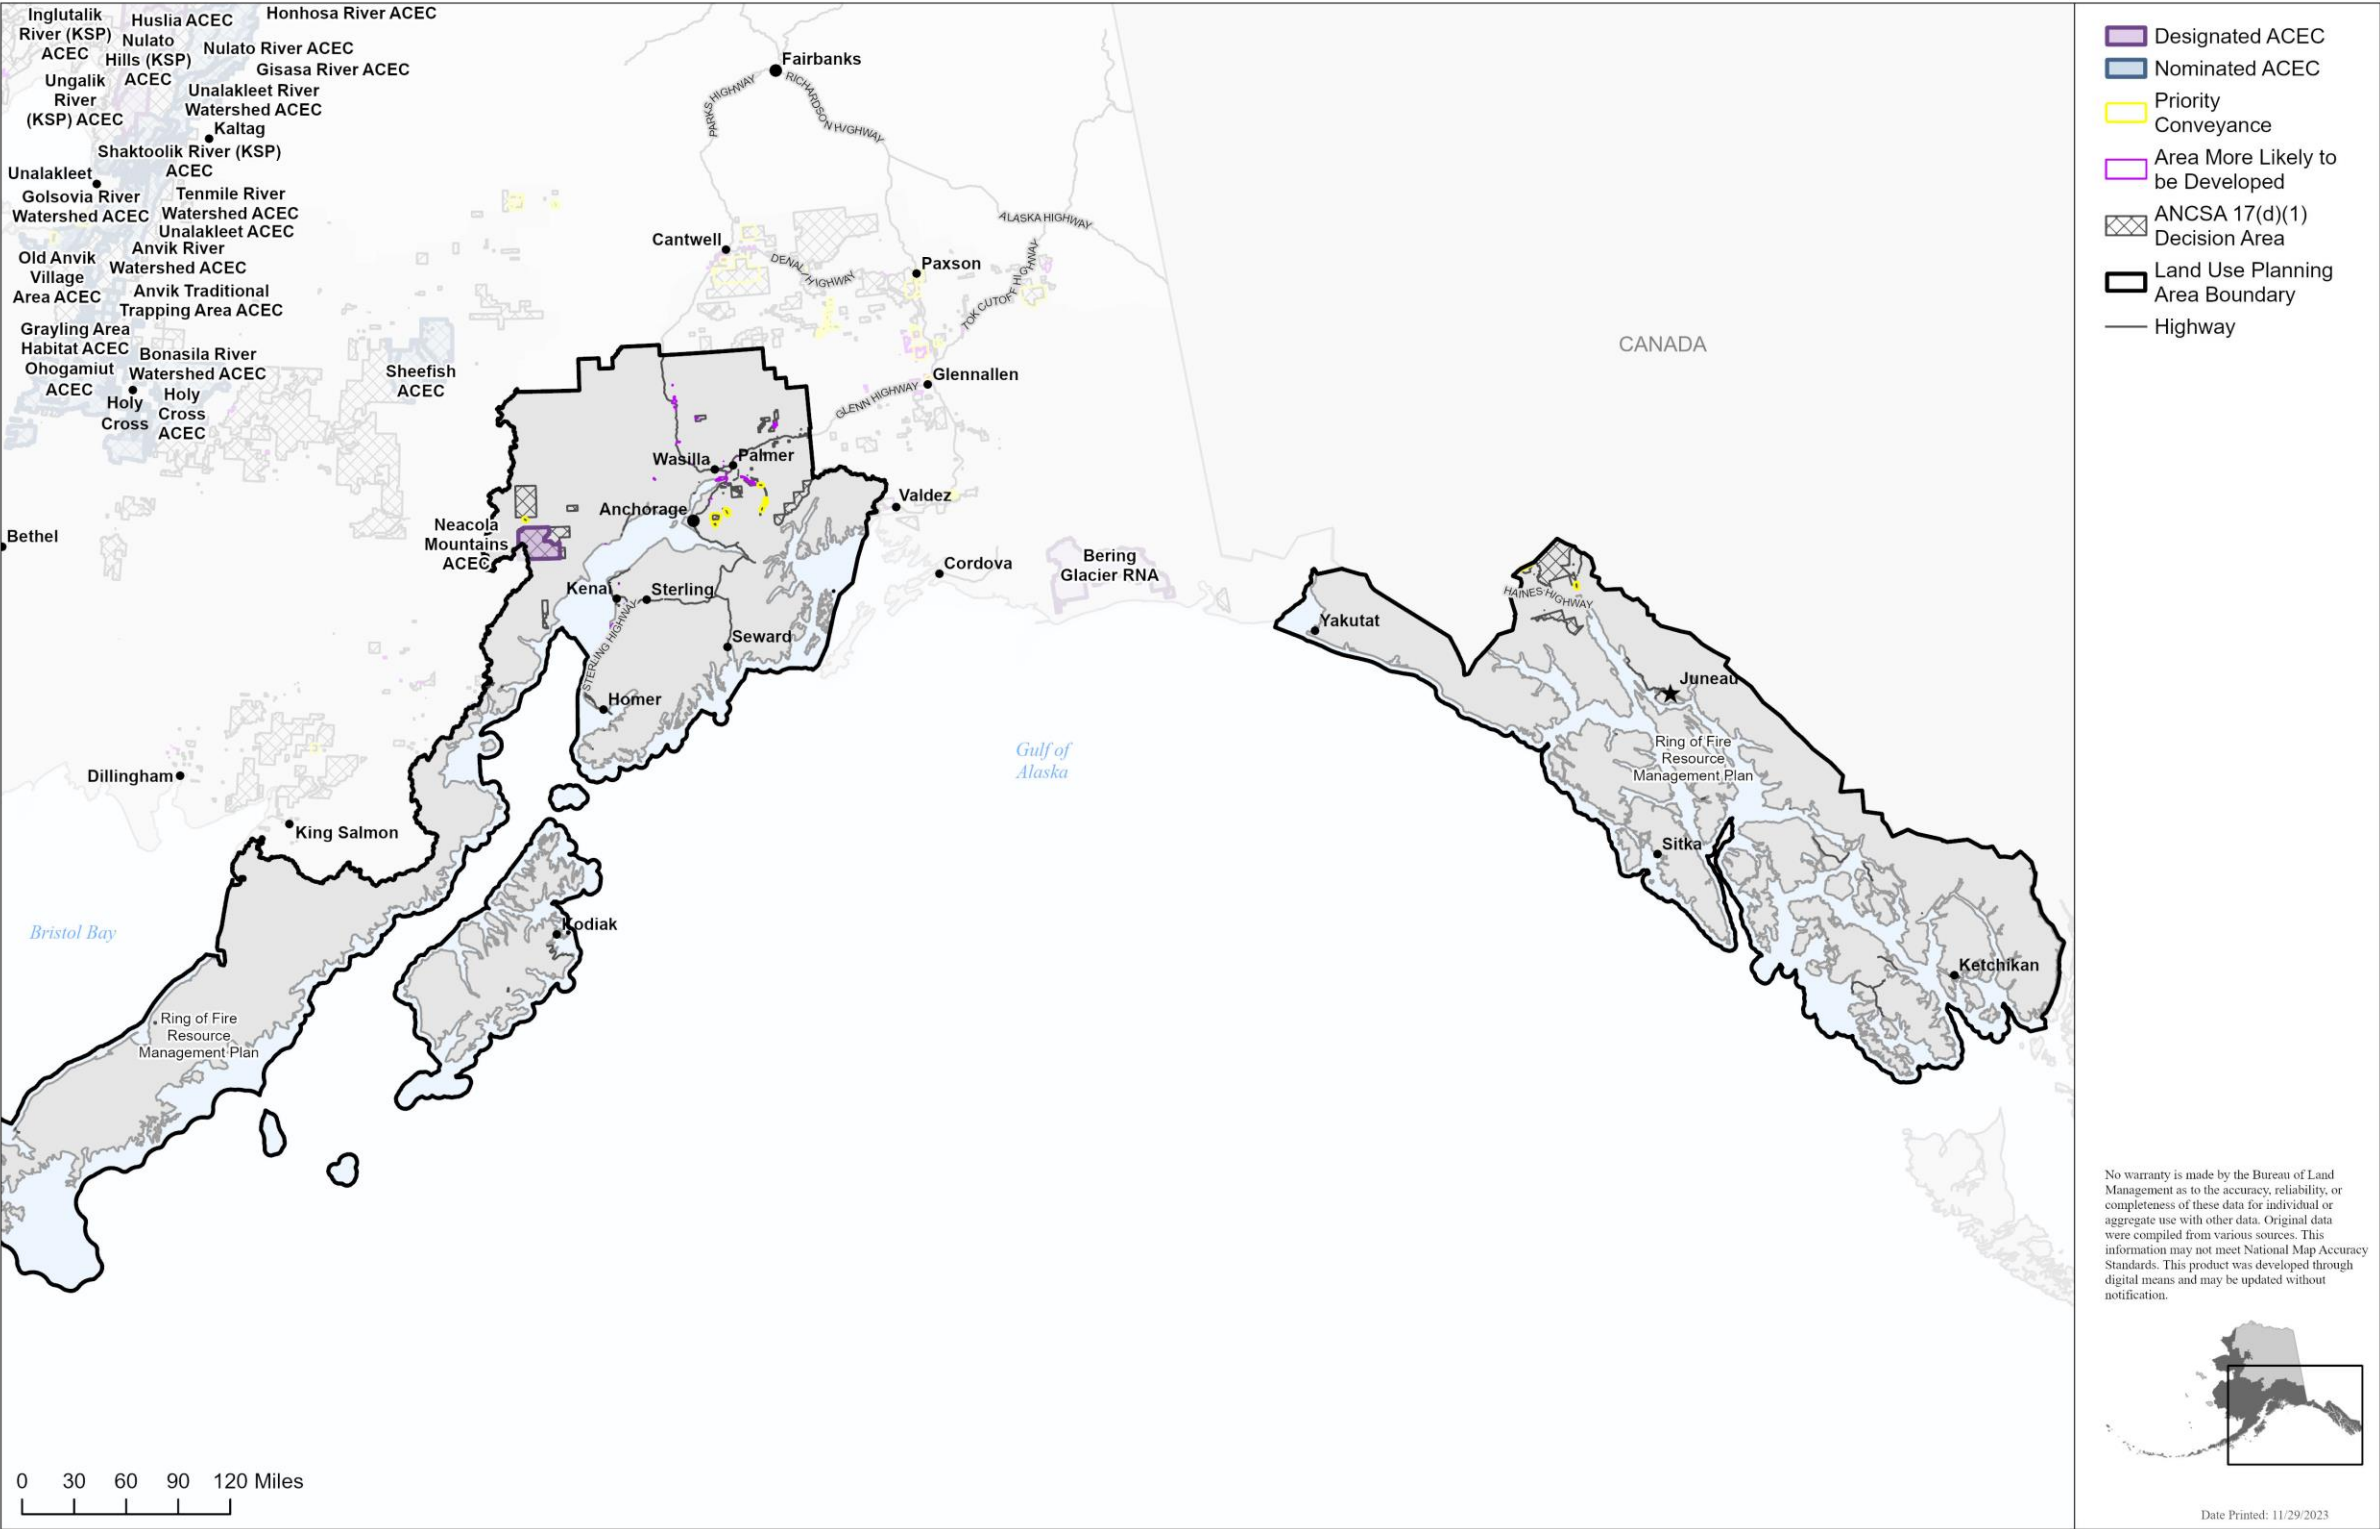 Inglutalik
River (KSP)
ACEC
Huslia ACEC
Honhosa River ACEC
Nulato
Hills (KSP)
ACEC
Nulato River ACEC
Gisasa River ACEC
Ungalik
River
(KSP) ACEC
Unalakleet River
Watershed ACEC
Kaltag
Shaktoolik River (KSP)
ACEC
Unalakleet
Golsovia River
Watershed ACEC
Tenmile River
Watershed ACEC
Unalakleet ACEC
Anvik River
Watershed ACEC
Old Anvik
Village
Area ACEC
Anvik Traditional
Trapping Area ACEC
Grayling Area
Habitat ACEC
Bonasila River
Watershed ACEC
Ohogamiut
ACEC
Holy
Cross
Holy
Cross
ACEC
Sheefish
ACEC
Fairbanks
PARKS HIGHWAY
RICHARDSON HIGHWAY
ALASKA HIGHWAY
Cantwell
DENALI HIGHWAY
Paxson
TOK CUTOFF HIGHWAY
Glennallen
GLENN HIGHWAY
CANADA
Wasilla
Palmer
Anchorage
Valdez
Neacola
Mountains
ACEC
Bethel
Kenai
Sterling
STERLING HIGHWAY
Seward
Homer
Cordova
Bering
Glacier RNA
Yakutat
HAINES HIGHWAY
Juneau
Ring of Fire
Resource
Management Plan
Sitka
Ketchikan
Gulf of
Alaska
Dillingham
King Salmon
Kodiak
Bristol Bay
Ring of Fire
Resource
Management Plan
0 30 60 90 120 Miles
Designated ACEC
Nominated ACEC
Priority
Conveyance
Area More Likely to
be Developed
ANCSA 17(d)(1)
Decision Area
Land Use Planning
Area Boundary
Highway
No warranty is made by the Bureau of Land
Management as to the accuracy, reliability, or
completeness of these data for individual or
aggregate use with other data. Original data
were compiled from various sources. This
information may not meet National Map Accuracy
Standards. This product was developed through
digital means and may be updated without
notification.
Date Printed: 11/29/2023